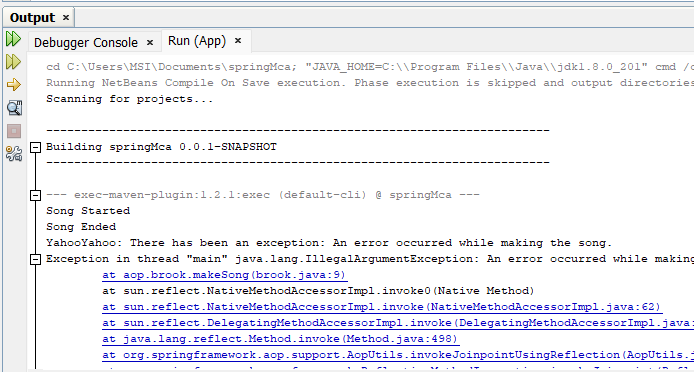 Output ×
Debugger Console × Run (App) ×
cd C:\Users\MSI\Documents\springMca; "JAVA_HOME=C:\\Program Files\\Java\\jdk1.8.0_201" cmd /c
Running NetBeans Compile On Save execution. Phase execution is skipped and output directories
Scanning for projects...
------------------------------------------------------------------------
Building springMca 0.0.1-SNAPSHOT
------------------------------------------------------------------------
--- exec-maven-plugin:1.2.1:exec (default-cli) @ springMca ---
Song Started
Song Ended
YahooYahoo: There has been an exception: An error occurred while making the song.
Exception in thread "main" java.lang.IllegalArgumentException: An error occurred while making
at aop.brook.makeSong(brook.java:9)
at sun.reflect.NativeMethodAccessorImpl.invoke0(Native Method)
at sun.reflect.NativeMethodAccessorImpl.invoke(NativeMethodAccessorImpl.java:62)
at sun.reflect.DelegatingMethodAccessorImpl.invoke(DelegatingMethodAccessorImpl.java
at java.lang.reflect.Method.invoke(Method.java:498)
at org.springframework.aop.support.AopUtils.invokeJoinpointUsingReflection(AopUtils.j